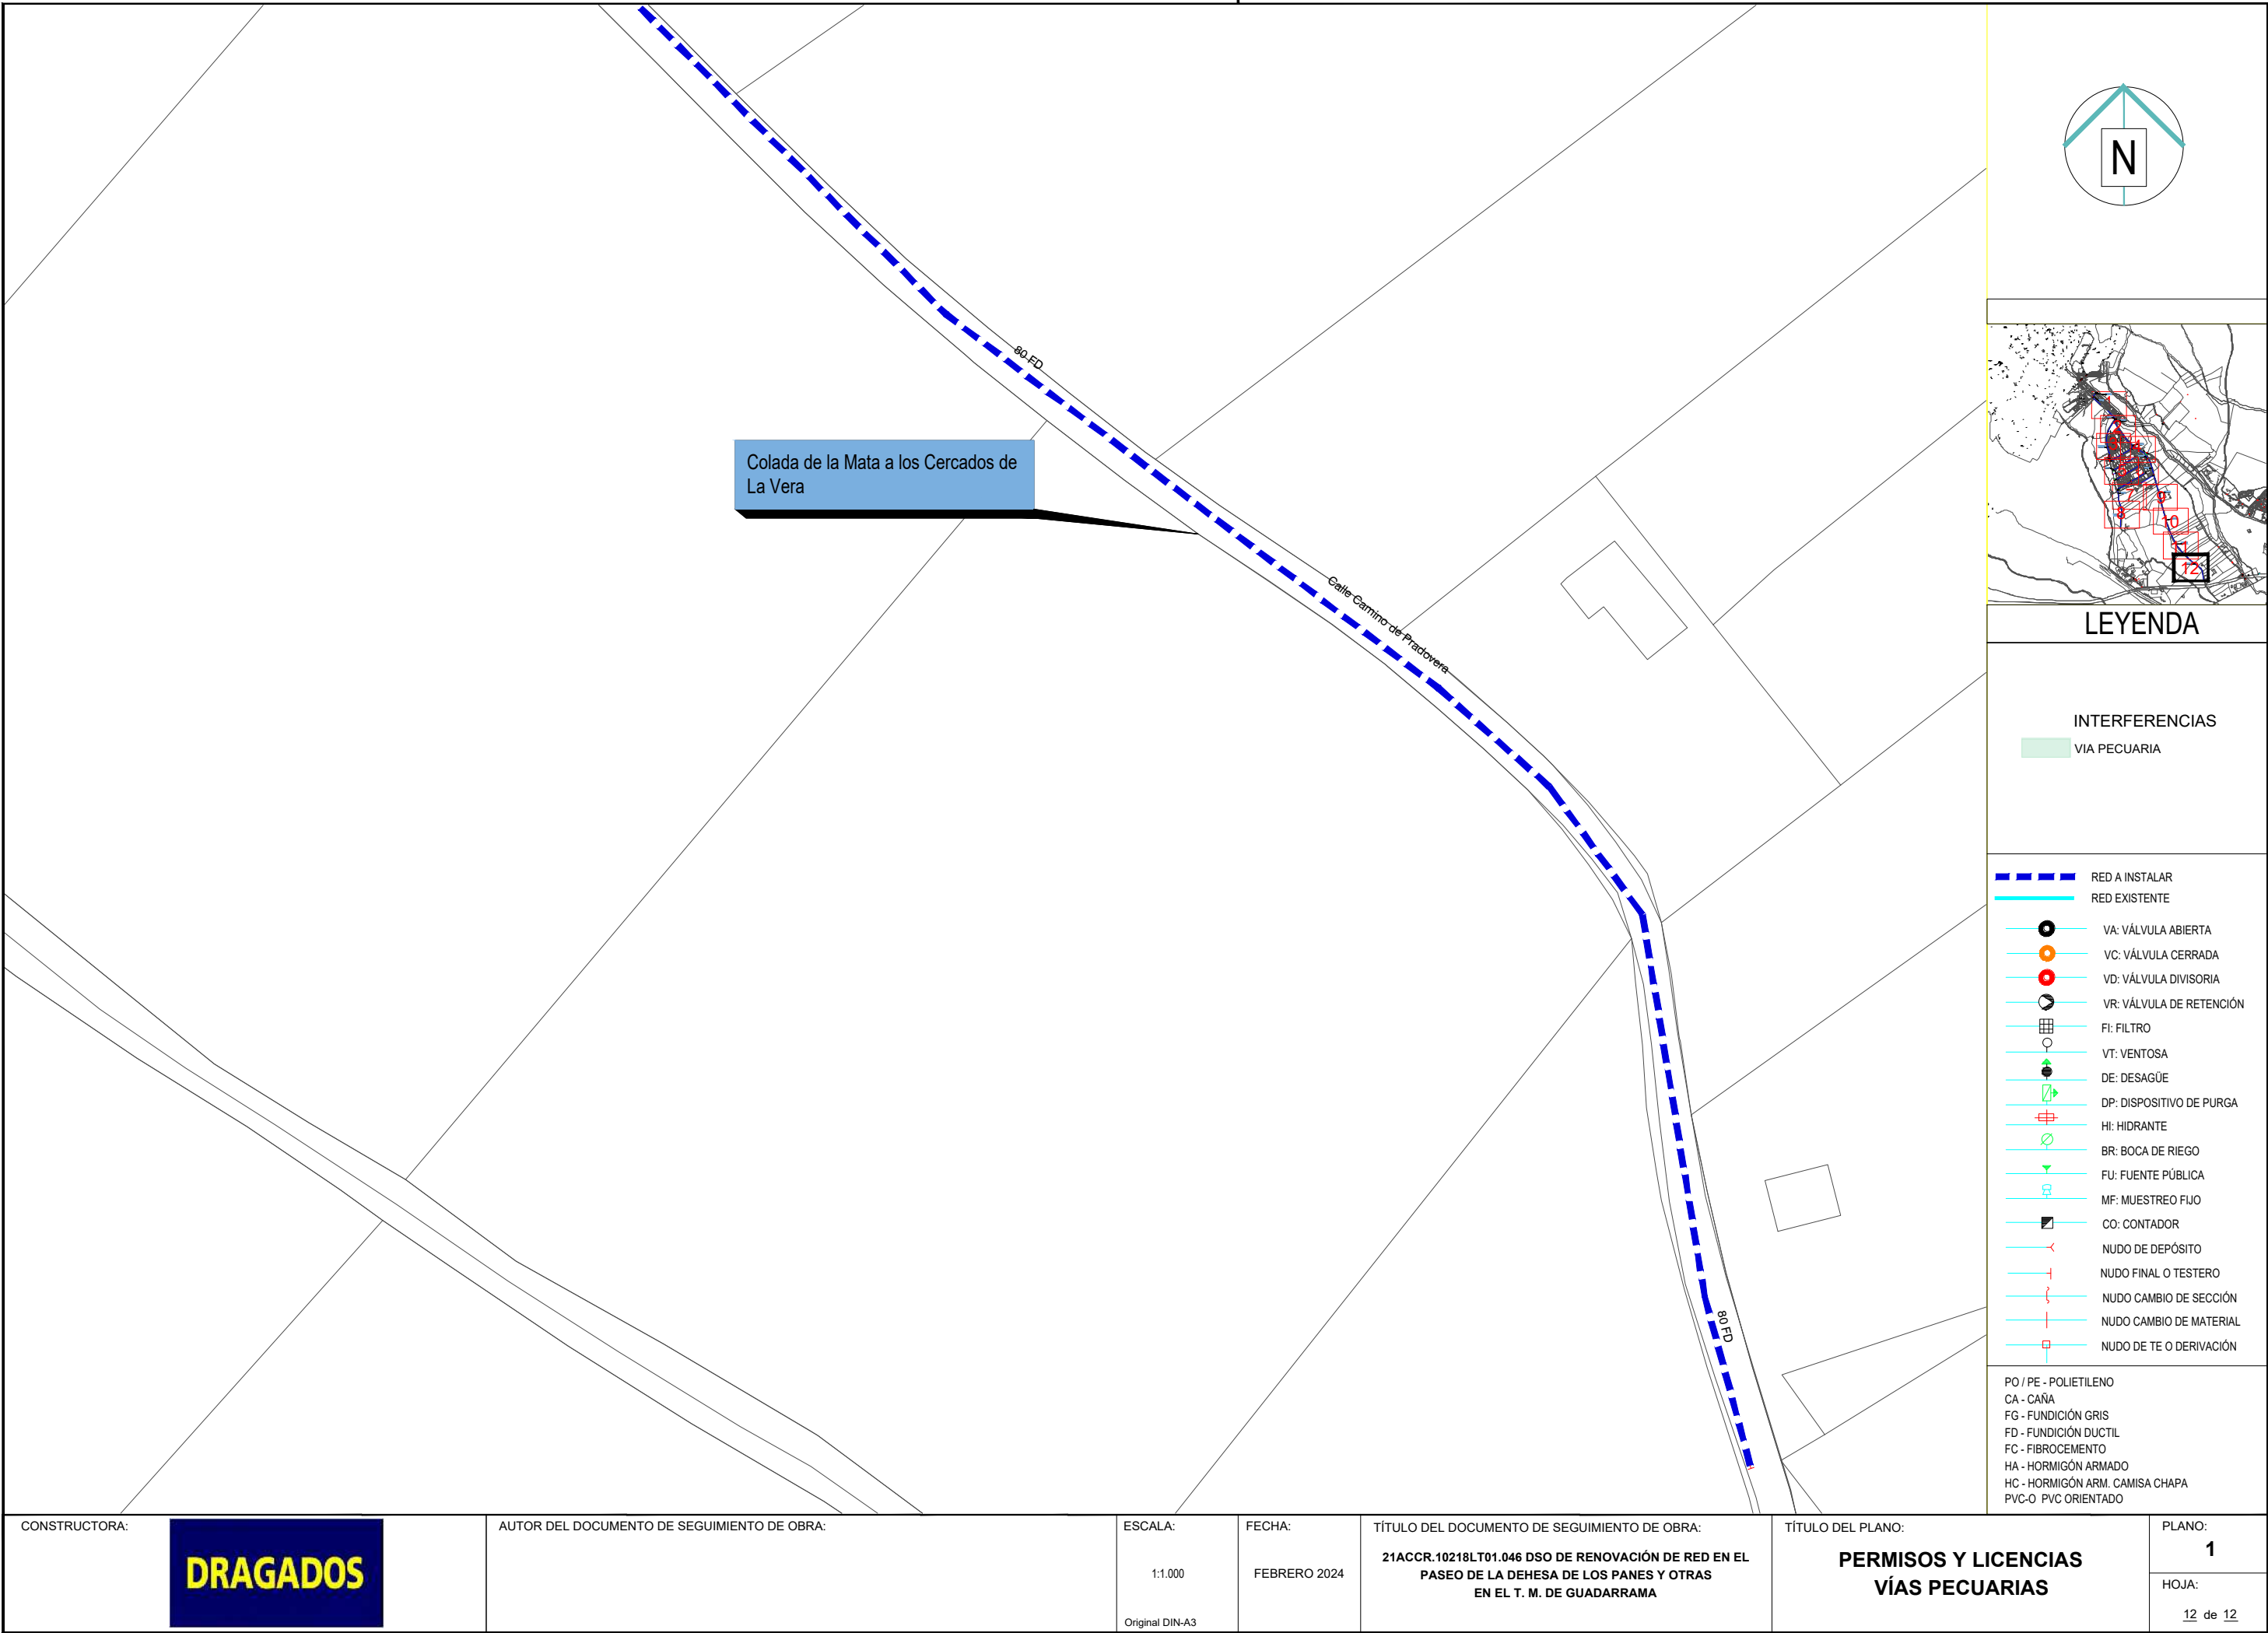 80 FD
Colada de la Mata a los Cercados de
La Vera
Calle Camino de Pradovera
80 FD
N
1
4
7
8
9
10
11
12
LEYENDA
INTERFERENCIAS
VIA PECUARIA
RED A INSTALAR
RED EXISTENTE
VA: VÁLVULA ABIERTA
VC: VÁLVULA CERRADA
VD: VÁLVULA DIVISORIA
VR: VÁLVULA DE RETENCIÓN
FI: FILTRO
VT: VENTOSA
DE: DESAGÜE
DP: DISPOSITIVO DE PURGA
HI: HIDRANTE
BR: BOCA DE RIEGO
FU: FUENTE PÚBLICA
MF: MUESTREO FIJO
CO: CONTADOR
NUDO DE DEPÓSITO
NUDO FINAL O TESTERO
NUDO CAMBIO DE SECCIÓN
NUDO CAMBIO DE MATERIAL
NUDO DE TE O DERIVACIÓN
PO / PE - POLIETILENO
CA - CAÑA
FG - FUNDICIÓN GRIS
FD - FUNDICIÓN DUCTIL
FC - FIBROCEMENTO
HA - HORMIGÓN ARMADO
HC - HORMIGÓN ARM. CAMISA CHAPA
PVC-O PVC ORIENTADO
CONSTRUCTORA:
DRAGADOS
AUTOR DEL DOCUMENTO DE SEGUIMIENTO DE OBRA:
ESCALA:
1:1.000
Original DIN-A3
FECHA:
FEBRERO 2024
TÍTULO DEL DOCUMENTO DE SEGUIMIENTO DE OBRA:
21ACCR.10218LT01.046 DSO DE RENOVACIÓN DE RED EN EL
PASEO DE LA DEHESA DE LOS PANES Y OTRAS
EN EL T. M. DE GUADARRAMA
TÍTULO DEL PLANO:
PERMISOS Y LICENCIAS
VÍAS PECUARIAS
PLANO:
1
HOJA:
12 de 12